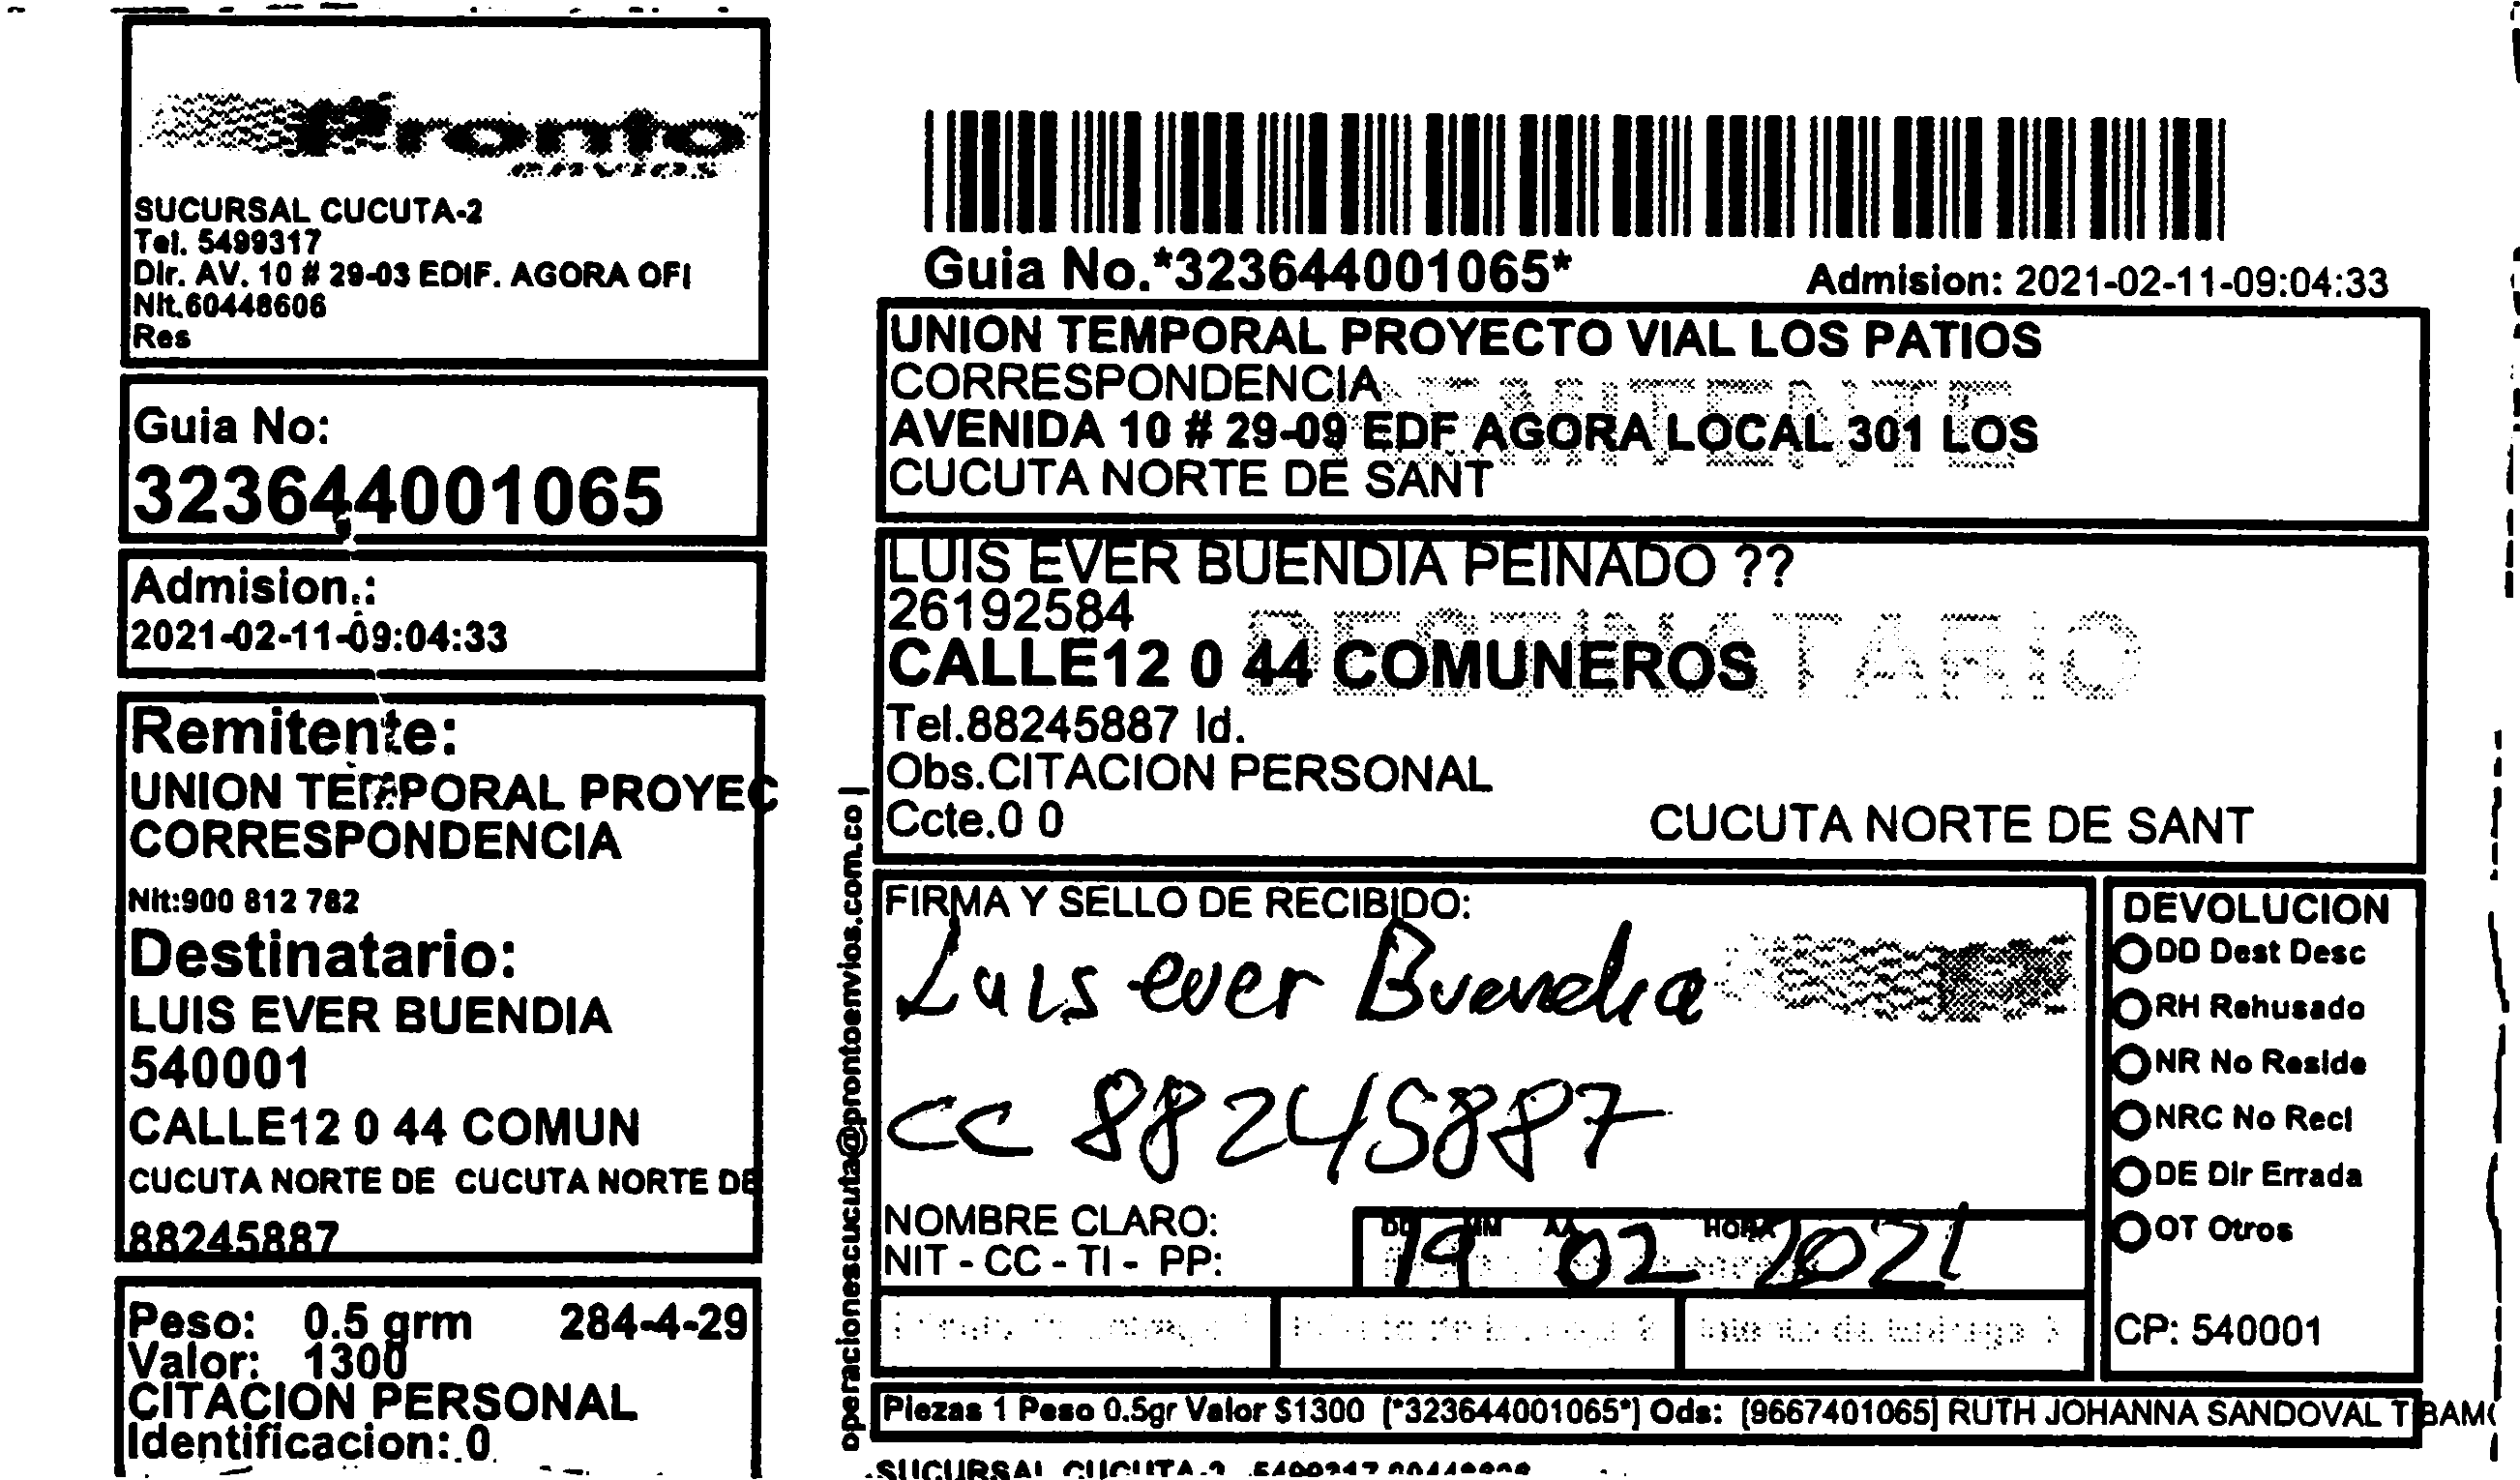 Pronto
SERVICES
SUCURSAL CUCUTA-2
Tel. 5499317
Dir. AV. 10 # 29-03 EDIF. AGORA OFI
Nit.60448606
Res
Guia No:
323644001065
Admision.:
2021-02-11-09:04:33
Remitente:
UNION TEMPORAL PROYEC
CORRESPONDENCIA
Nit:900 812 782
Destinatario:
LUIS EVER BUENDIA
540001
CALLE12 0 44 COMUN
CUCUTA NORTE DE CUCUTA NORTE DE
88245887
Peso: 0.5 grm 284-4-29
Valor: 1300
CITACION PERSONAL
Identificacion: 0
operacionescucuta@prontoenvios.com.co |
Guia No.*323644001065*
Admision: 2021-02-11-09:04:33
UNION TEMPORAL PROYECTO VIAL LOS PATIOS
CORRESPONDENCIA
REMITENTE
AVENIDA 10 # 29-09 EDF AGORA LOCAL 301 LOS
CUCUTA NORTE DE SANT
LUIS EVER BUENDIA PEINADO ??
26192584
DESTINATARIO
CALLE12 0 44 COMUNEROS
Tel.88245887 Id.
Obs.CITACION PERSONAL
Ccte.0 0 CUCUTA NORTE DE SANT
FIRMA Y SELLO DE RECIBIDO:
Luis ever Buendia
CC 88245887
NOMBRE CLARO:
NIT - CC - TI - PP:
DD MM AA HORA
19 02 2021
DEVOLUCION
DD Dest Desc
RH Rehusado
NR No Reside
NRC No Recl
DE Dir Errada
OT Otros
CP: 540001
Piezas 1 Peso 0.5gr Valor $1300 [*323644001065*] Ods: [9667401065] RUTH JOHANNA SANDOVAL TIBAM
SUCURSAL CUCUTA-2